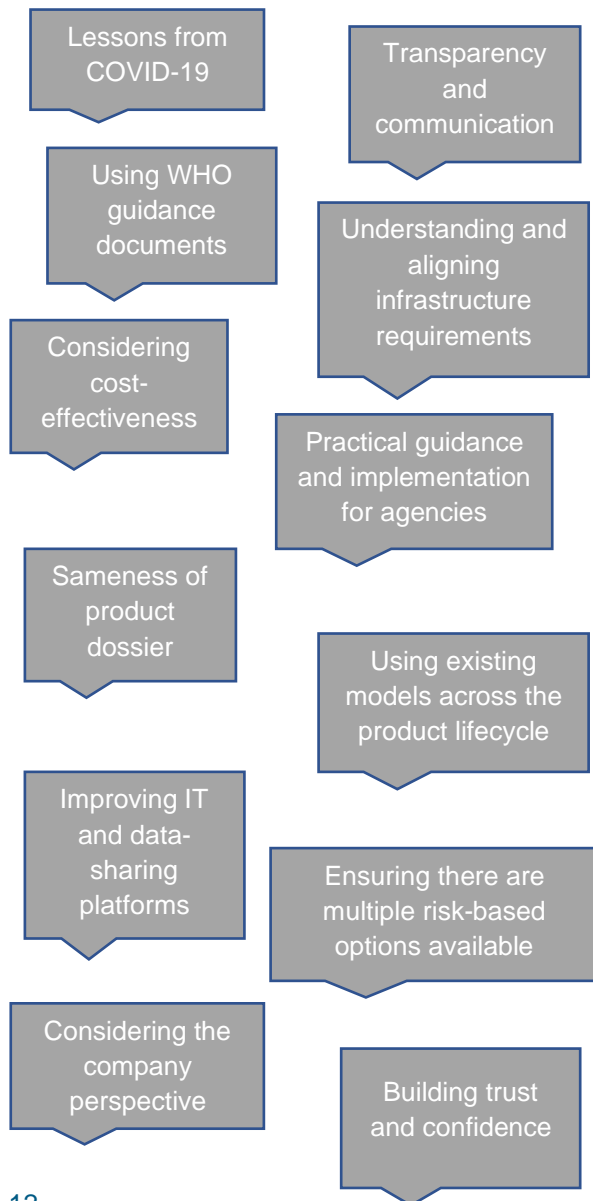 Lessons from
COVID-19
Transparency
and
communication
Using WHO
guidance
documents
Understanding and
aligning
infrastructure
requirements
Considering
cost-
effectiveness
Practical guidance
and implementation
for agencies
Sameness of
product
dossier
Using existing
models across the
product lifecycle
Improving IT
and data-
sharing
platforms
Ensuring there are
multiple risk-based
options available
Considering the
company
perspective
Building trust
and confidence